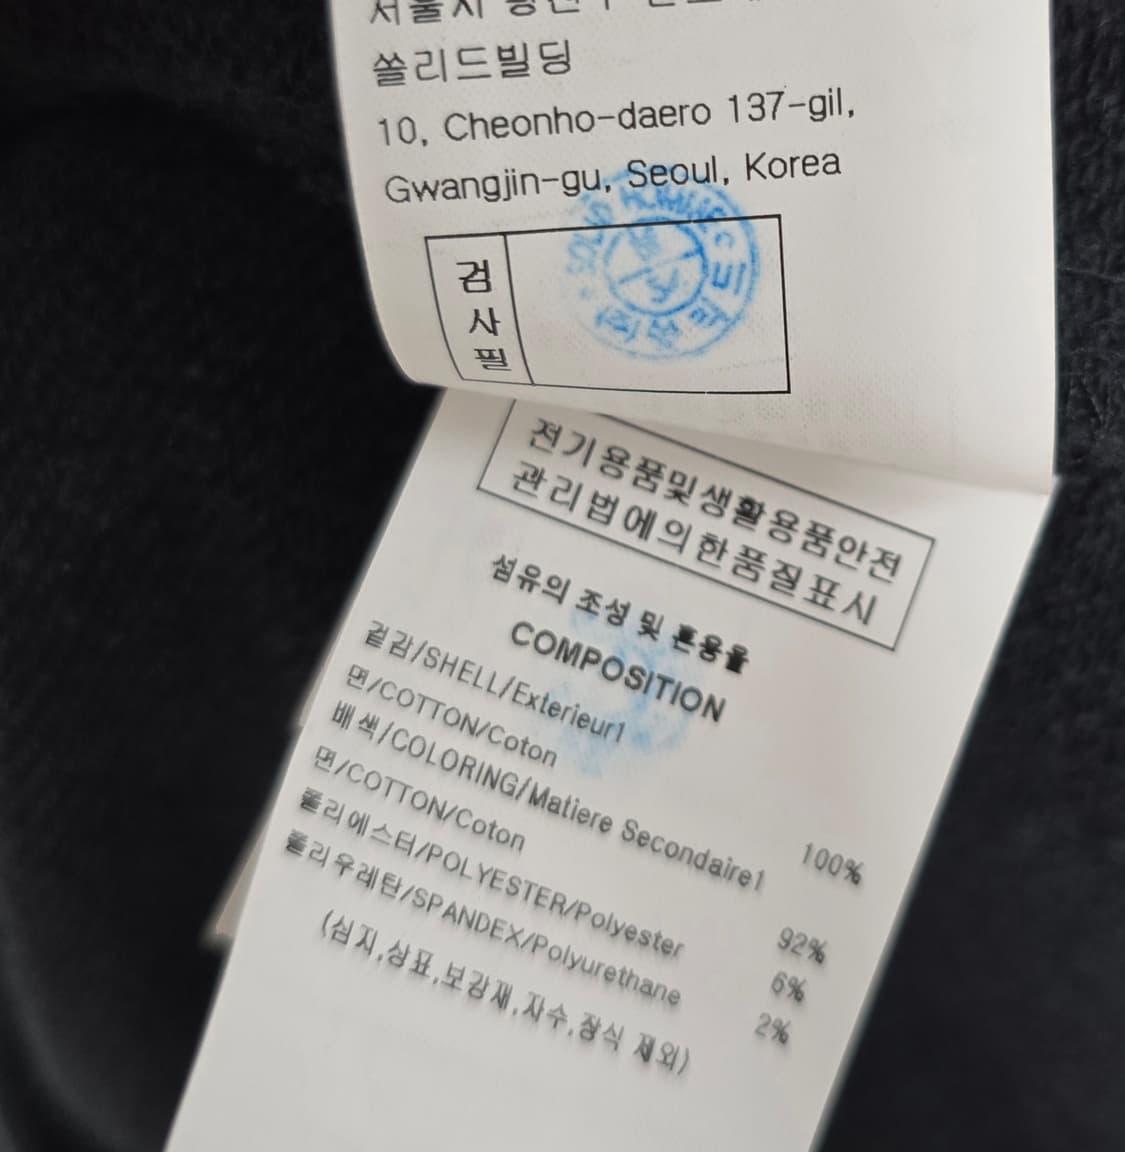 서울시
쏠리드빌딩
10, Cheonho-daero 137-gil,
Gwangjin-gu, Seoul, Korea
검
사
필
전기용품및생활용품안전
관리법에의한품질표시
섬유의 조성 및 혼용율
COMPOSITION
겉감/SHELL/Exterieur1
면/COTTON/Coton 100%
배색/COLORING/Matiere Secondaire1
면/COTTON/Coton 92%
폴리에스터/POLYESTER/Polyester 6%
폴리우레탄/SPANDEX/Polyurethane 2%
(심지,상표,보강재,자수,장식 제외)